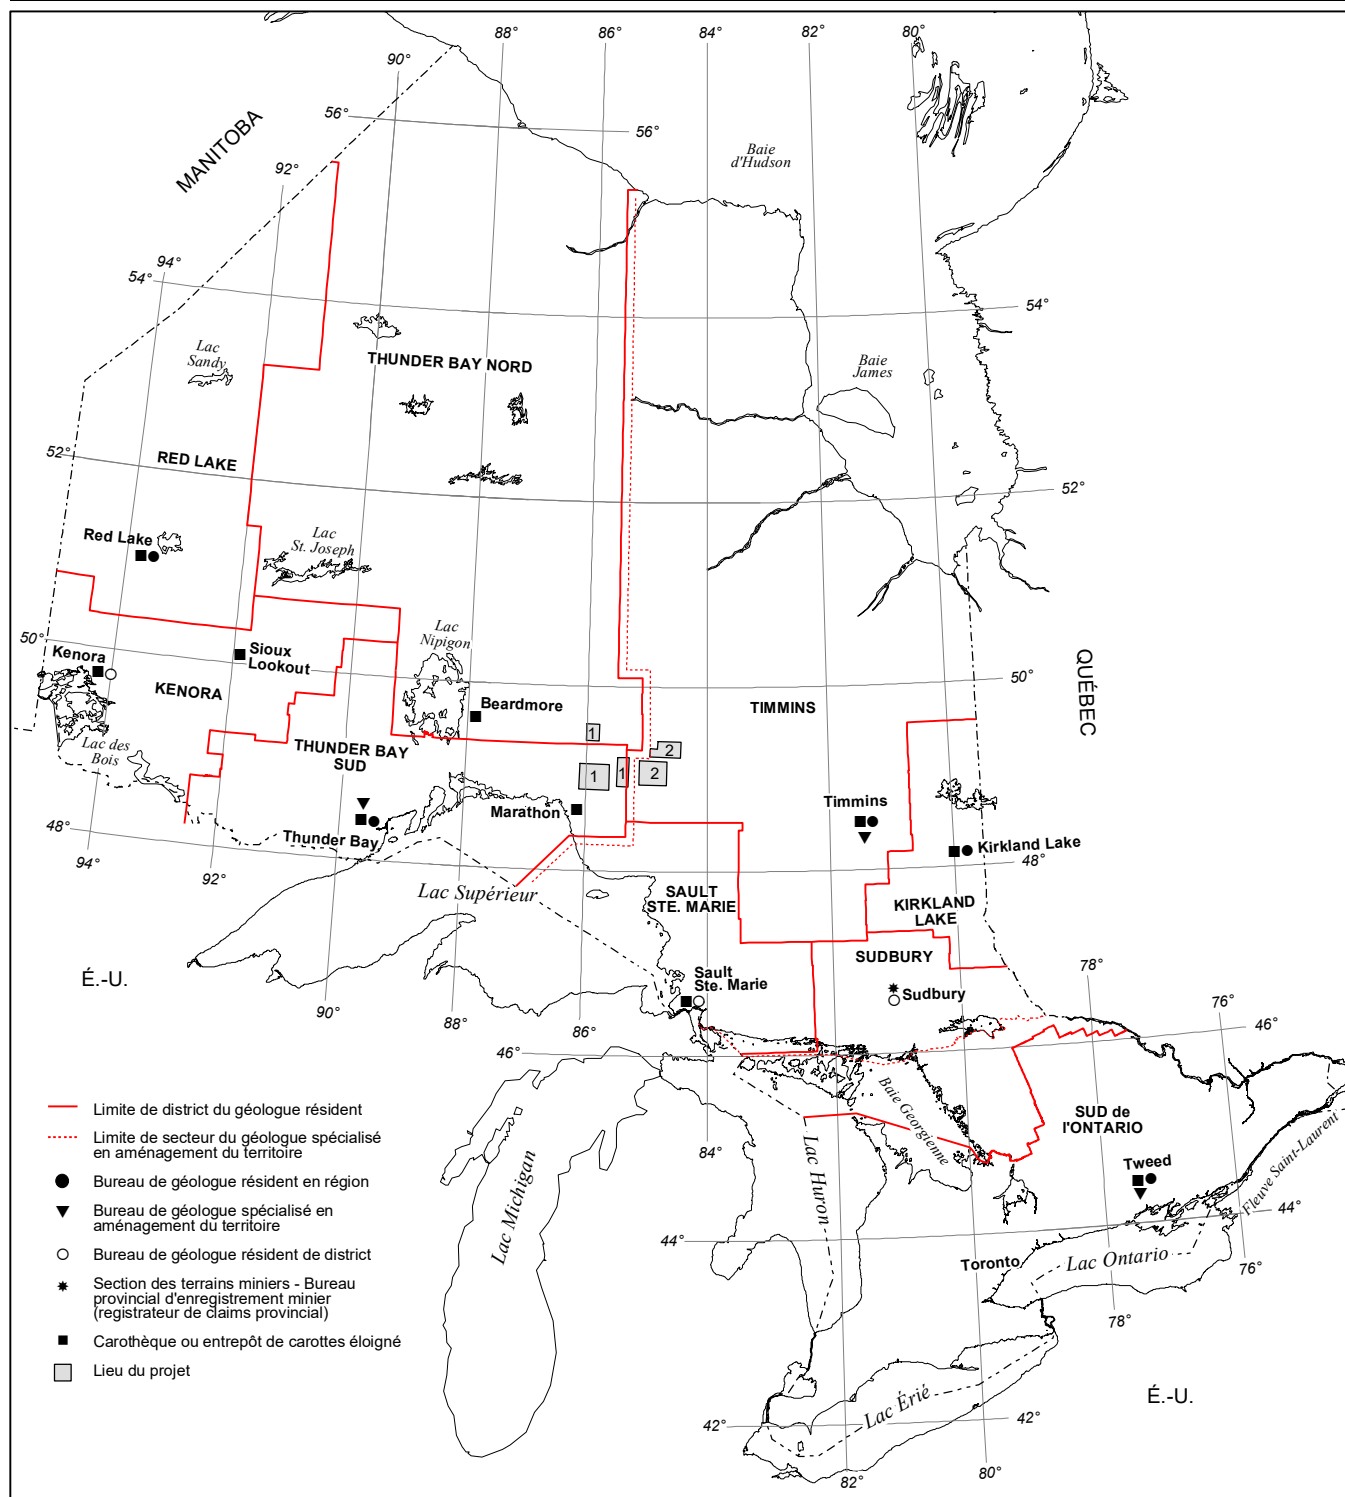 88°
86°
84°
82°
80°
90°
56°
56°
MANITOBA
92°
Baie
d'Hudson
94°
54°
54°
Lac
Sandy
THUNDER BAY NORD
Baie
James
52°
RED LAKE
52°
Red Lake
Lac
St. Joseph
50°
Kenora
Sioux
Lookout
Lac
Nipigon
KENORA
Beardmore
50°
QUÉBEC
TIMMINS
Lac des
Bois
THUNDER BAY
SUD
1
2
1
1
2
Marathon
Timmins
48°
Thunder Bay
Kirkland Lake
48°
94°
92°
Lac Supérieur
SAULT
STE. MARIE
KIRKLAND
LAKE
SUDBURY
78°
É.-U.
Sault
Ste. Marie
Sudbury
90°
88°
86°
76°
46°
46°
Baie Georgienne
SUD de
l'ONTARIO
Limite de district du géologue résident
Limite de secteur du géologue spécialisé
en aménagement du territoire
84°
Lac Huron
Lac Michigan
Tweed
Fleuve Saint-Laurent
Bureau de géologue résident en région
Bureau de géologue spécialisé en
aménagement du territoire
44°
44°
Bureau de géologue résident de district
Toronto
Lac Ontario
76°
Section des terrains miniers - Bureau
provincial d'enregistrement minier
(registrateur de claims provincial)
78°
Carothèque ou entrepôt de carottes éloigné
Lieu du projet
Lac Érié
É.-U.
42°
42°
82°
80°